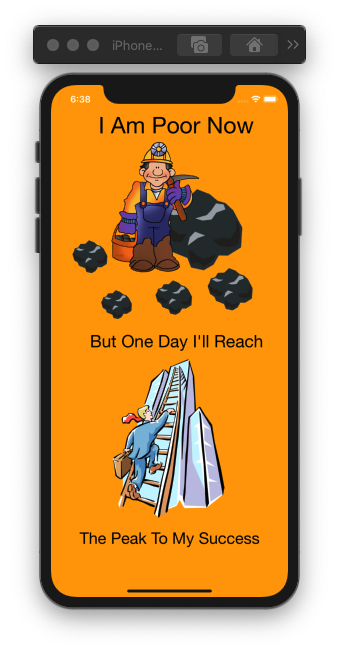 iPhone...
6:38
I Am Poor Now
But One Day I'll Reach
The Peak To My Success